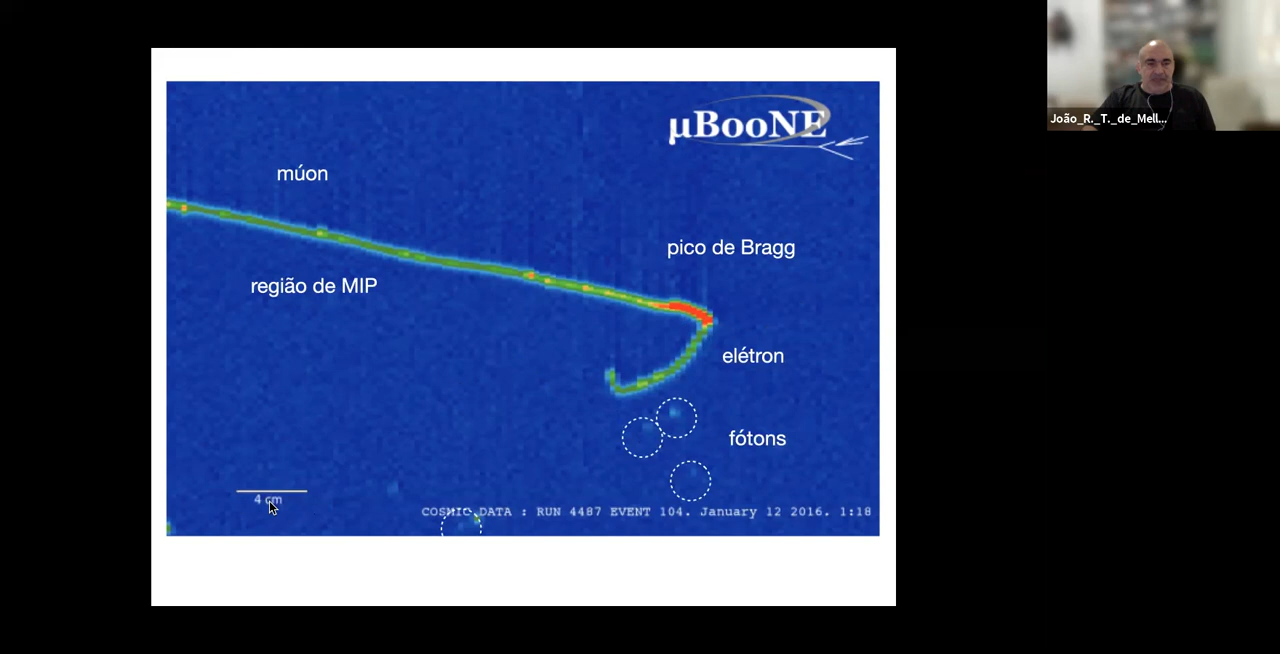 µBooNE
João_R._T._de_Mell...
múon
pico de Bragg
região de MIP
elétron
fótons
4 cm
COSMIC DATA : RUN 4487 EVENT 104. January 12 2016. 1:18